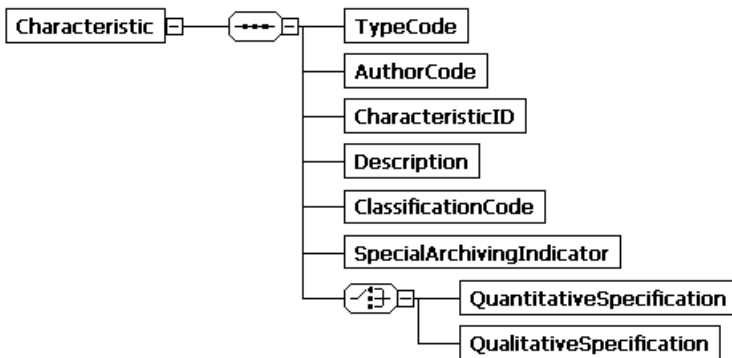 Characteristic
TypeCode
AuthorCode
CharacteristicID
Description
ClassificationCode
SpecialArchivingIndicator
QuantitativeSpecification
QualitativeSpecification